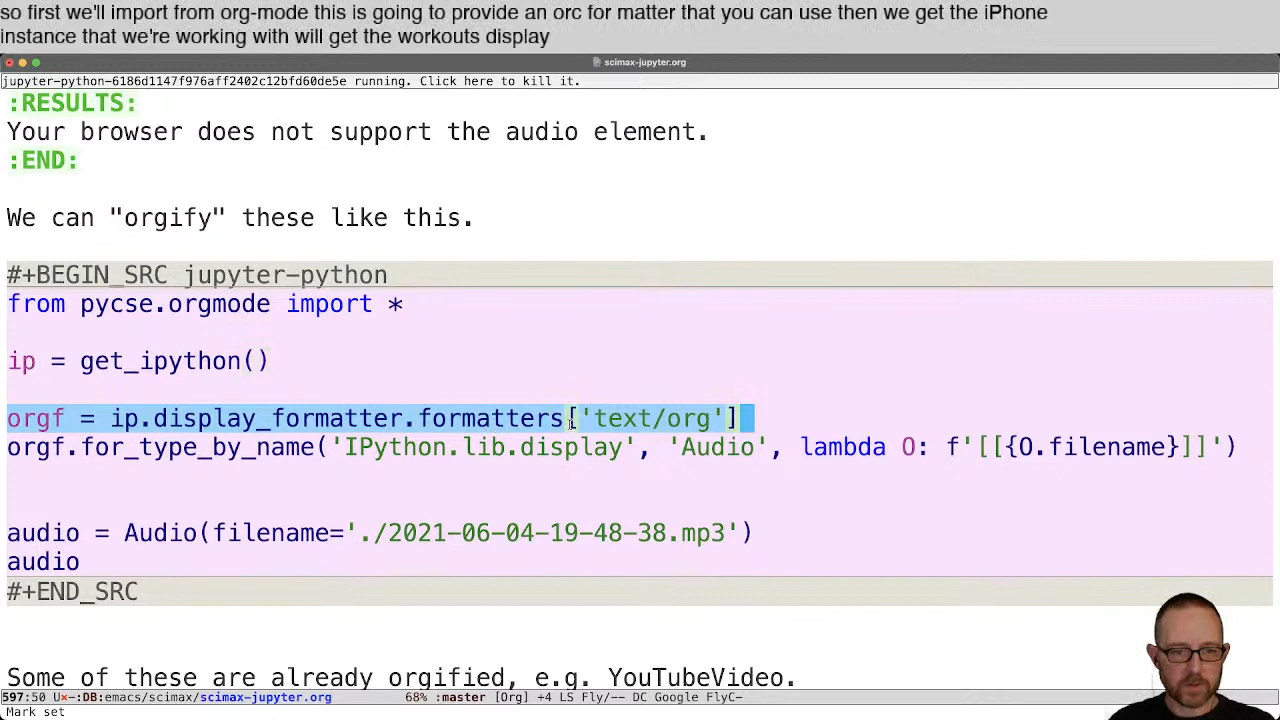 so first we'll import from org-mode this is going to provide an orc for matter that you can use then we get the iPhone
instance that we're working with will get the workouts display
scimax-jupyter.org
jupyter-python-6186d1147f976aff2402c12bfd60de5e running. Click here to kill it.
:RESULTS:
Your browser does not support the audio element.
:END:
We can "orgify" these like this.
#+BEGIN_SRC jupyter-python
from pycse.orgmode import *
ip = get_ipython()
orgf = ip.display_formatter.formatters['text/org']
orgf.for_type_by_name('IPython.lib.display', 'Audio', lambda O: f'[[{O.filename}]]')
audio = Audio(filename='./2021-06-04-19-48-38.mp3')
audio
#+END_SRC
Some of these are already orgified, e.g. YouTubeVideo.
597:50 U×-:DB:emacs/scimax/scimax-jupyter.org 68% :master [Org] +4 LS Fly/-- DC Google FlyC-
Mark set